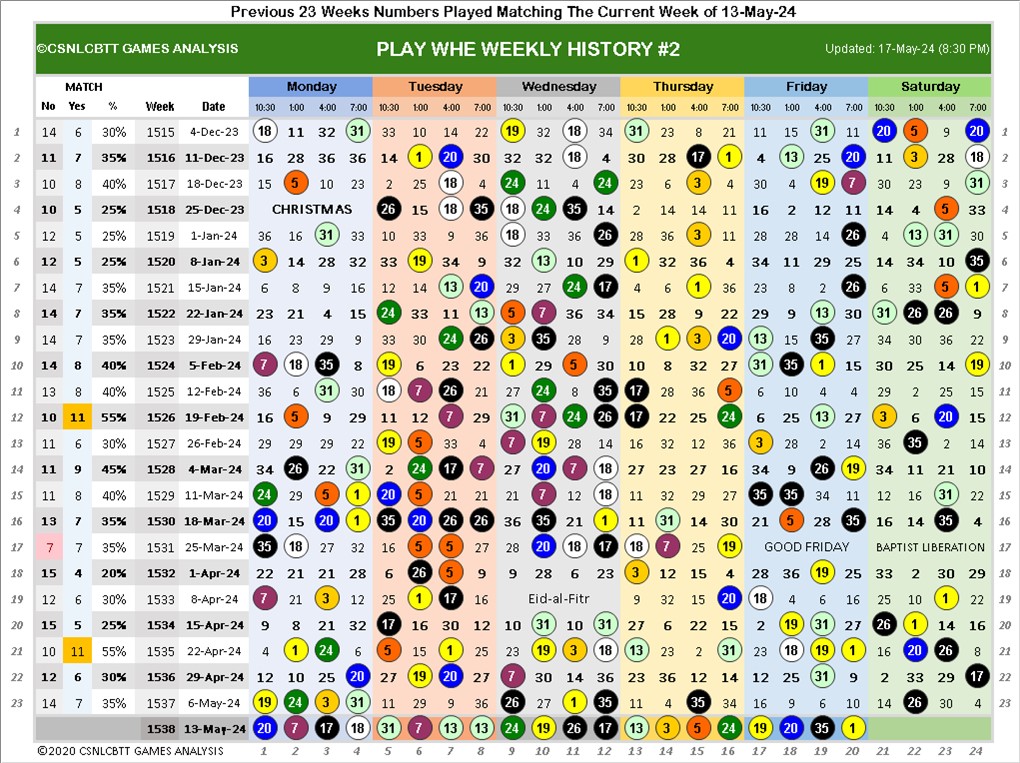 Previous 23 Weeks Numbers Played Matching The Current Week of 13-May-24
©CSNLCBTT GAMES ANALYSIS PLAY WHE WEEKLY HISTORY #2 Updated: 17-May-24 (8:30 PM)
MATCH Monday Tuesday Wednesday Thursday Friday Saturday
No Yes % Week Date 10:30 1:00 4:00 7:00 10:30 1:00 4:00 7:00 10:30 1:00 4:00 7:00 10:30 1:00 4:00 7:00 10:30 1:00 4:00 7:00 10:30 1:00 4:00 7:00
1 14 6 30% 1515 4-Dec-23 18 11 32 31 33 10 14 22 19 32 18 34 31 23 8 21 11 15 31 11 20 5 9 20 1
2 11 7 35% 1516 11-Dec-23 16 28 36 36 14 1 20 30 32 32 18 4 30 28 17 1 4 13 25 20 11 3 28 18 2
3 10 8 40% 1517 18-Dec-23 15 5 10 23 2 25 18 4 24 11 4 24 23 6 3 4 30 4 19 7 30 23 9 31 3
4 10 5 25% 1518 25-Dec-23 CHRISTMAS 26 15 18 35 18 24 35 14 2 14 14 11 16 2 12 11 14 4 5 33 4
5 12 5 25% 1519 1-Jan-24 36 16 31 33 10 33 9 36 18 33 36 26 28 36 3 11 28 28 14 26 22 13 31 30 5
6 12 5 25% 1520 8-Jan-24 3 14 28 32 33 19 34 9 32 13 10 29 1 32 36 4 34 11 29 25 14 34 10 35 6
7 14 7 35% 1521 15-Jan-24 6 8 9 16 12 14 13 20 29 11 24 17 4 6 1 36 23 8 2 26 6 33 5 1 7
8 14 7 35% 1522 22-Jan-24 23 21 4 15 24 33 11 13 5 7 36 34 15 28 9 22 29 9 13 30 31 26 26 9 8
9 14 7 35% 1523 29-Jan-24 16 23 29 9 33 30 24 26 3 35 28 9 28 1 3 20 13 15 35 29 34 30 36 22 9
10 14 8 40% 1524 5-Feb-24 7 18 35 8 19 6 23 22 1 29 5 30 10 8 32 27 31 35 1 15 30 25 14 19 10
11 13 8 40% 1525 12-Feb-24 36 6 31 30 18 7 26 21 27 24 8 35 17 28 36 5 6 10 4 4 29 2 25 15 11
12 10 11 55% 1526 19-Feb-24 16 5 9 29 11 12 7 29 31 7 24 26 17 22 25 24 6 25 13 27 3 6 20 15 12
13 11 6 30% 1527 26-Feb-24 29 29 29 22 19 5 33 4 7 19 28 14 16 32 12 36 3 28 2 14 32 35 2 14 13
14 11 9 45% 1528 4-Mar-24 34 26 22 31 2 24 17 7 27 20 7 18 27 23 27 16 34 9 26 19 34 11 21 10 14
15 11 8 40% 1529 11-Mar-24 24 29 5 1 20 5 21 21 21 7 12 18 11 32 29 27 35 35 34 11 12 16 31 22 15
16 13 7 35% 1530 18-Mar-24 20 15 20 1 35 20 26 26 36 35 21 1 11 31 14 30 21 5 28 35 16 14 35 4 16
17 7 7 35% 1531 25-Mar-24 35 18 27 32 16 5 5 27 28 20 18 17 18 7 25 19 GOOD FRIDAY BAPTIST LIBERATION 17
18 15 4 20% 1532 1-Apr-24 22 21 21 28 6 26 5 9 9 28 6 23 3 12 15 4 28 36 19 25 33 2 30 29 18
19 12 6 30% 1533 8-Apr-24 7 21 3 12 25 1 17 16 Eid-al-Fitr 9 32 15 20 18 4 6 16 25 10 1 22 19
20 15 5 25% 1534 15-Apr-24 9 8 21 32 17 16 30 12 10 31 10 31 27 6 22 15 2 19 31 27 26 1 14 16 20
21 10 11 55% 1535 22-Apr-24 4 1 24 6 5 15 1 25 23 19 3 18 13 23 2 31 23 18 19 1 16 20 26 8 21
22 12 6 30% 1536 29-Apr-24 12 10 25 20 27 19 20 27 7 30 14 36 36 12 14 11 12 25 31 9 2 33 29 17 22
23 14 7 35% 1537 6-May-24 19 24 3 31 11 29 9 36 26 9 1 35 11 4 35 34 16 9 6 10 22 26 30 4 23
1538 13-May-24 20 7 17 18 31 7 13 13 24 19 26 35 13 3 5 24 19 20 35 1
©2020 CSNLCBTT GAMES ANALYSIS 1 2 3 4 5 6 7 8 9 10 11 12 13 14 15 16 17 18 19 20 21 22 23 24